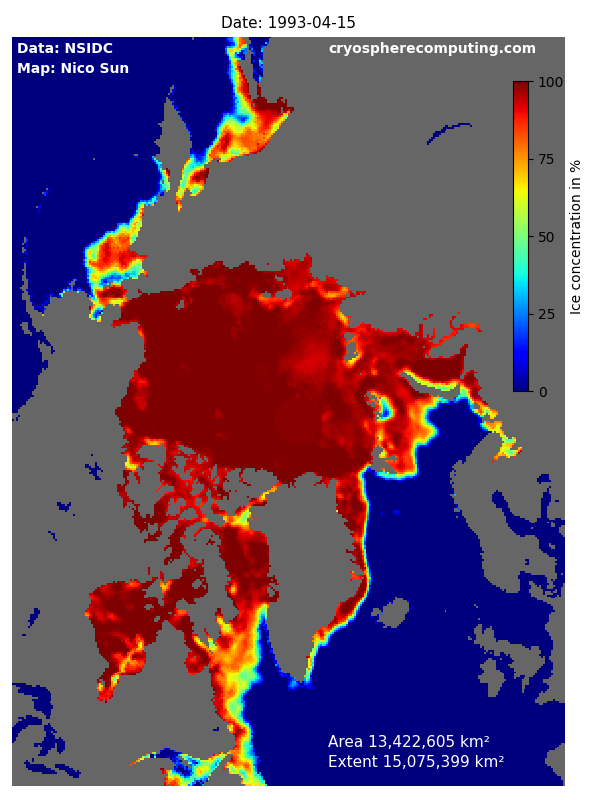 Date: 1993-04-15
Data: NSIDC
Map: Nico Sun
cryospherecomputing.com
100
75
50
25
0
Ice concentration in %
Area 13,422,605 km²
Extent 15,075,399 km²